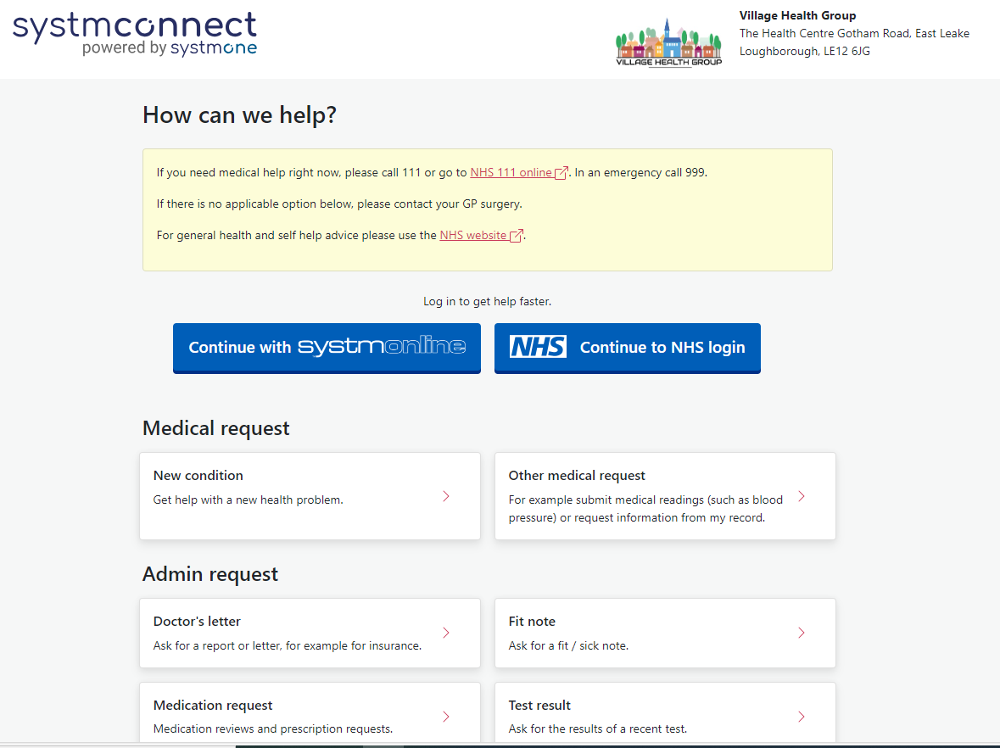 systmconnect
powered by systmone
VILLAGE HEALTH GROUP
Village Health Group
The Health Centre Gotham Road, East Leake
Loughborough, LE12 6JG
How can we help?
If you need medical help right now, please call 111 or go to NHS 111 online. In an emergency call 999.
If there is no applicable option below, please contact your GP surgery.
For general health and self help advice please use the NHS website.
Log in to get help faster.
Continue with systmonline
NHS Continue to NHS login
Medical request
New condition
Get help with a new health problem.
Other medical request
For example submit medical readings (such as blood
pressure) or request information from my record.
Admin request
Doctor's letter
Ask for a report or letter, for example for insurance.
Fit note
Ask for a fit / sick note.
Medication request
Medication reviews and prescription requests.
Test result
Ask for the results of a recent test.